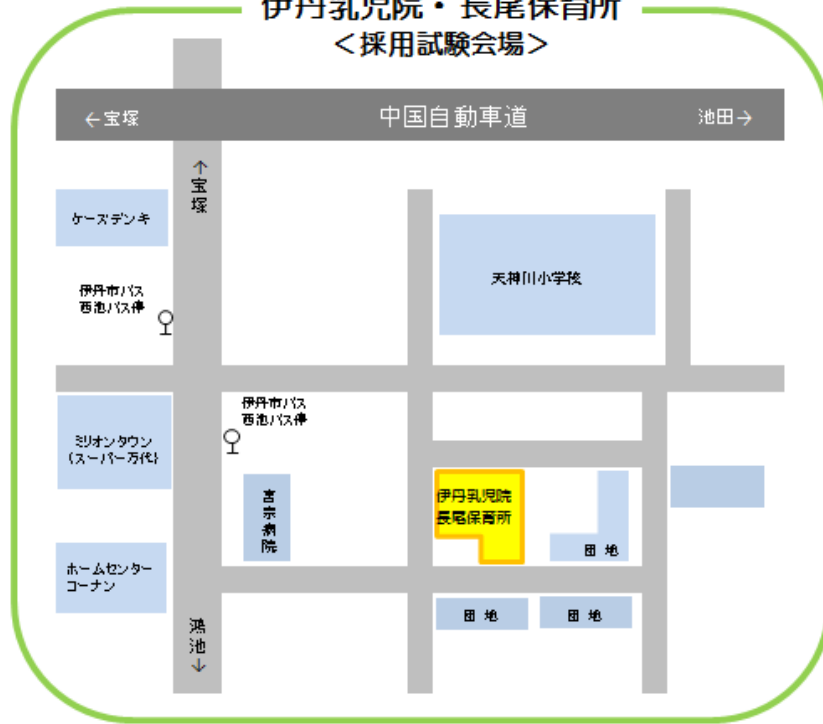 伊丹乳児院・長尾保育所
＜採用試験会場＞
←宝塚
中国自動車道
池田→
↑宝塚
ケーズデンキ
天神川小学校
伊丹市バス
西池バス停
伊丹市バス
西池バス停
ミリオンタウン
(スーパー万代)
宮宗病院
伊丹乳児院
長尾保育所
団地
ホームセンター
コーナン
団地
団地
鴻池↓